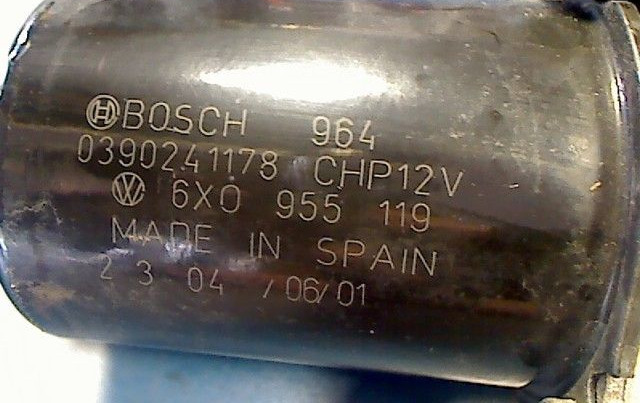 BOSCH 964
0390241178 CHP12V
6X0 955 119
MADE IN SPAIN
2 3 04 /06/01